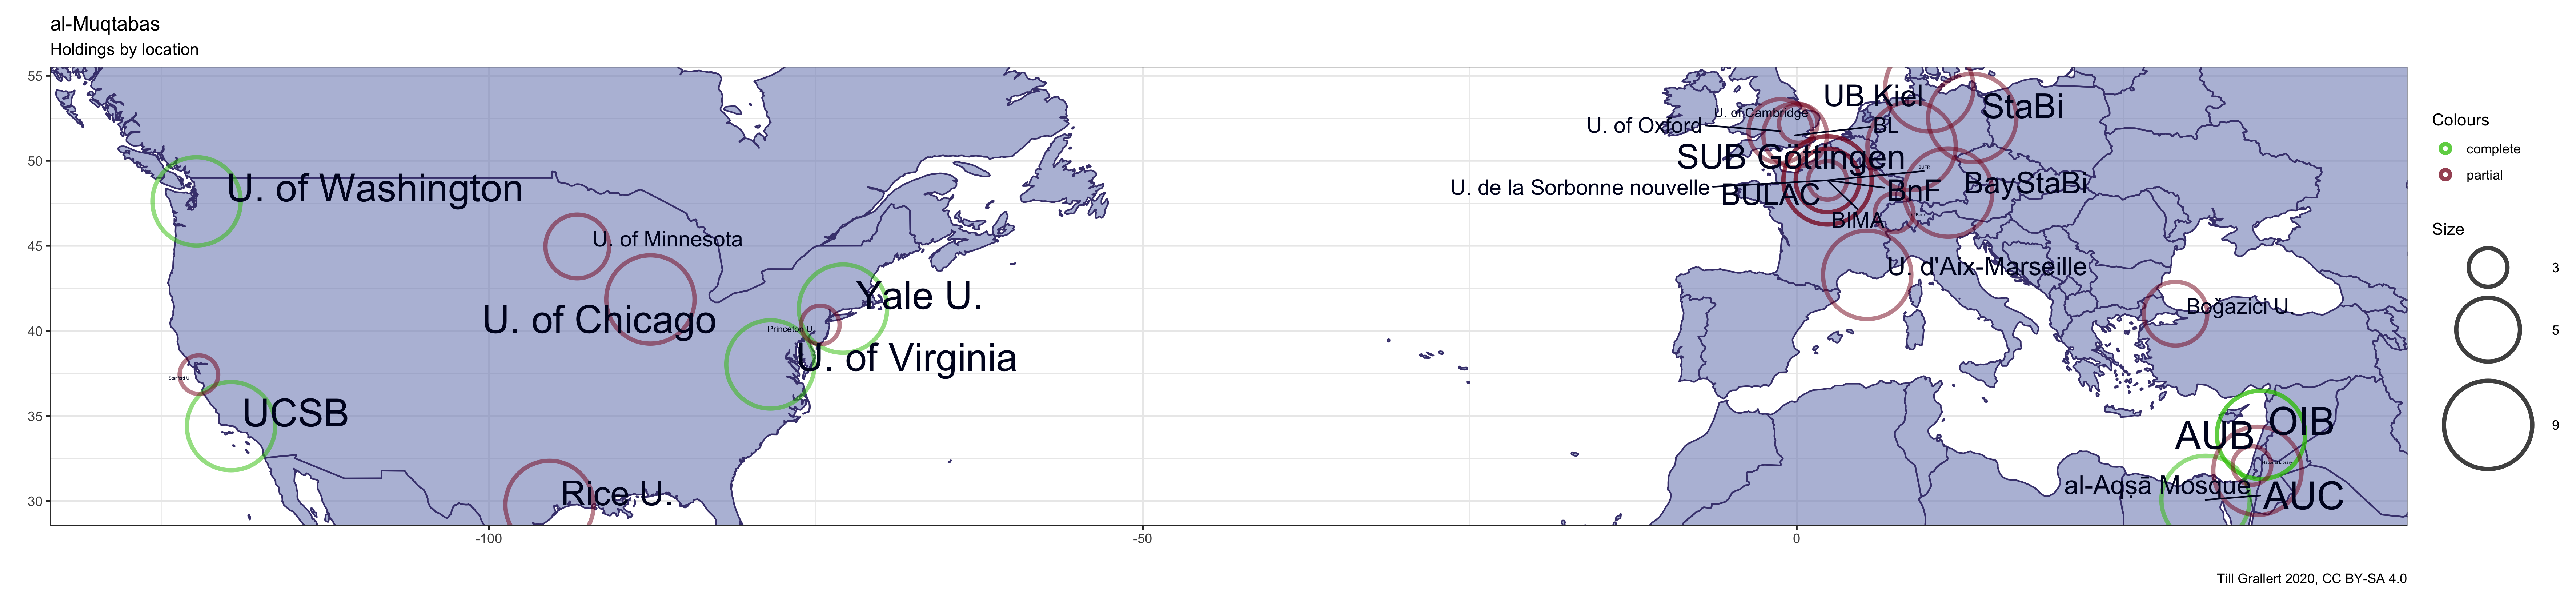 al-Muqtabas
Holdings by location
55
50
45
40
35
30
-100
-50
0
U. of Washington
U. of Minnesota
U. of Chicago
Yale U.
Princeton U.
U. of Virginia
Stanford U.
UCSB
Rice U.
UB Kiel
StaBi
U. of Cambridge
U. of Oxford
BL
SUB Göttingen
U. de la Sorbonne nouvelle
BULAC
BnF
BayStaBi
BIMA
U. d'Aix-Marseille
Boğaziçi U.
OIB
AUB
al-Aqṣā Mosque
AUC
Colours
complete
partial
Size
3
5
9
Till Grallert 2020, CC BY-SA 4.0